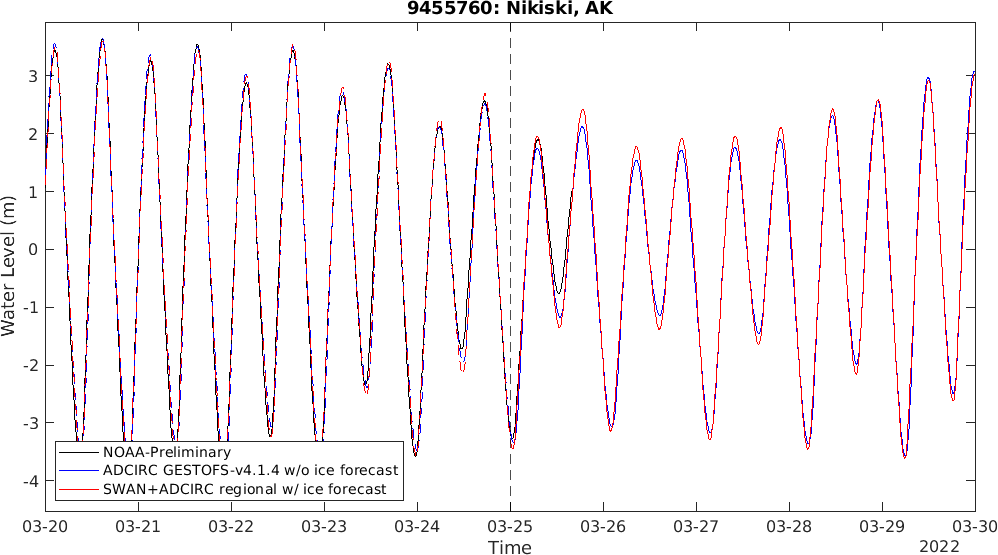 9455760: Nikiski, AK
Water Level (m)
3
2
1
0
-1
-2
-3
-4
NOAA-Preliminary
ADCIRC GESTOFS-v4.1.4 w/o ice forecast
SWAN+ADCIRC regional w/ ice forecast
03-20 03-21 03-22 03-23 03-24 03-25 03-26 03-27 03-28 03-29 03-30
Time
2022